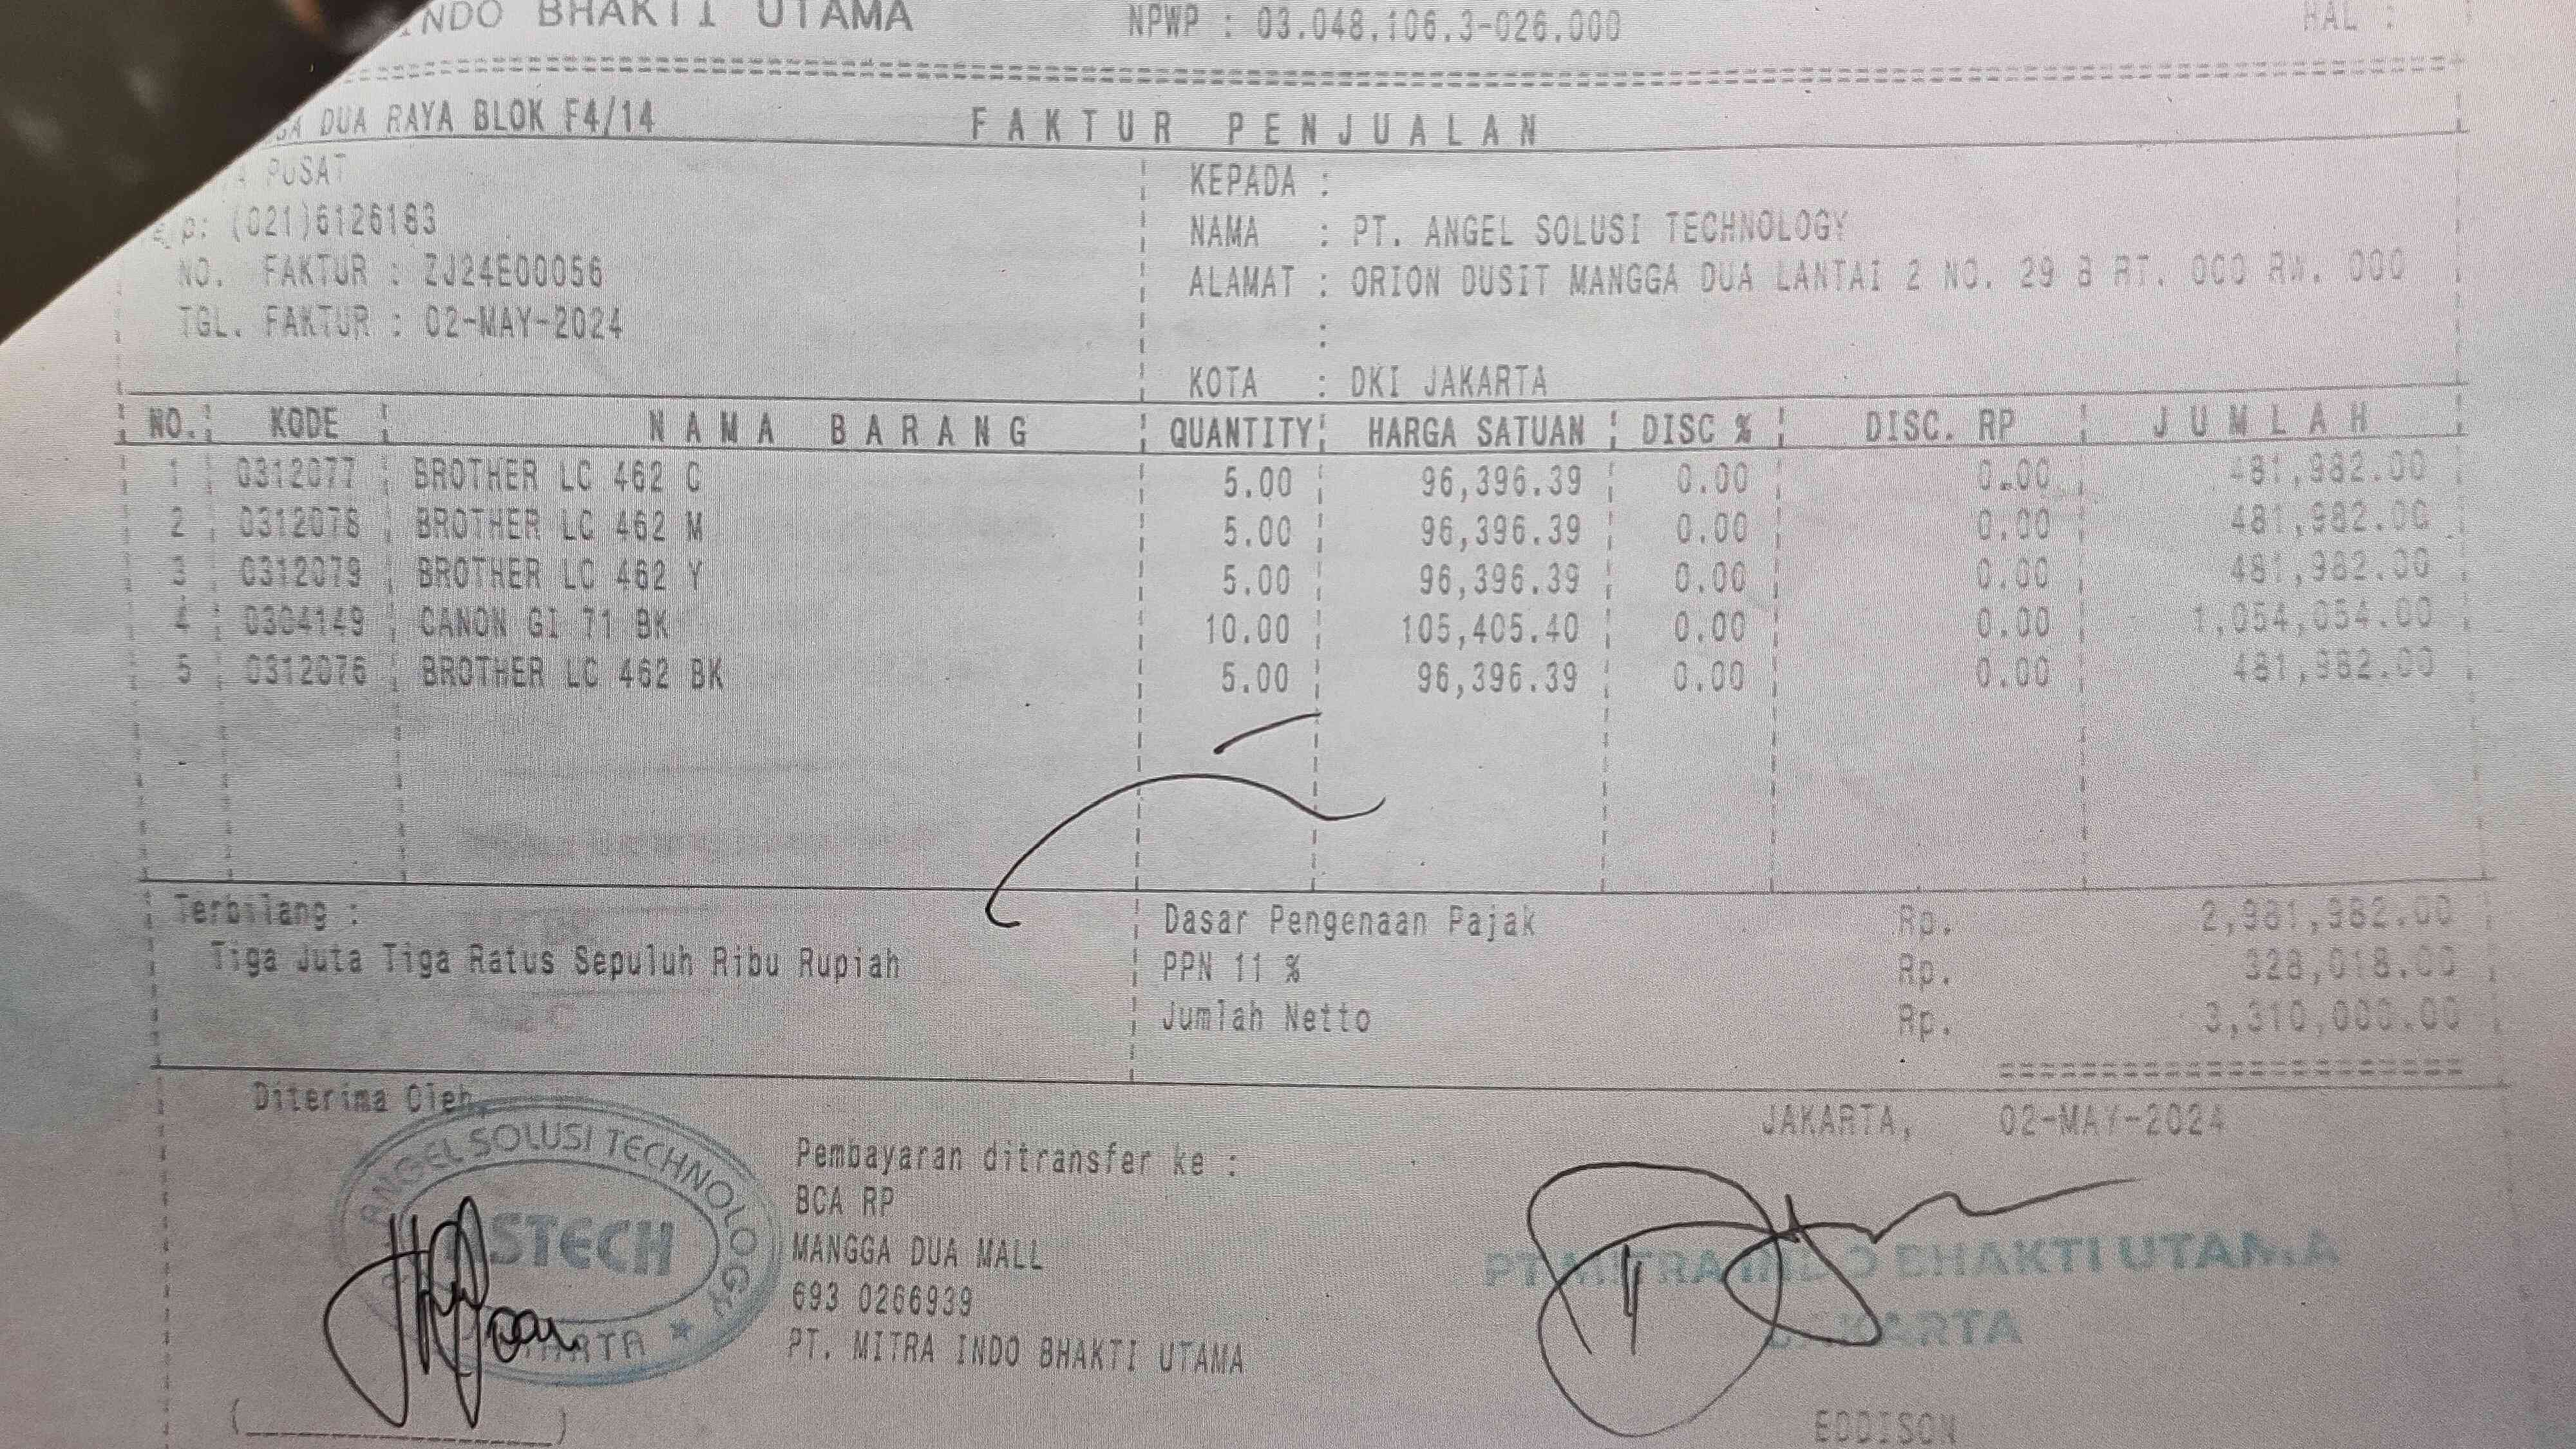 INDO BHAKTI UTAMA NPWP : 03.048.106.3-026.000 HAL :
DUA RAYA BLOK F4/14 FAKTUR PENJUALAN
PUSAT
KEPADA :
p: (021)6126183
NAMA : PT. ANGEL SOLUSI TECHNOLOGY
NO. FAKTUR : ZJ24E00056
ALAMAT : ORION DUSIT MANGGA DUA LANTAI 2 NO. 29 B RT. 000 RW. 000
TGL. FAKTUR : 02-MAY-2024
:
KOTA : DKI JAKARTA
NO. KODE NAMA BARANG QUANTITY HARGA SATUAN DISC % DISC. RP JUMLAH
1 0312077 BROTHER LC 462 C 5.00 96,396.39 0.00 0.00 481,982.00
2 0312078 BROTHER LC 462 M 5.00 96,396.39 0.00 0.00 481,982.00
3 0312079 BROTHER LC 462 Y 5.00 96,396.39 0.00 0.00 481,982.00
4 0304149 CANON GI 71 BK 10.00 105,405.40 0.00 0.00 1,054,054.00
5 0312076 BROTHER LC 462 BK 5.00 96,396.39 0.00 0.00 481,982.00
Terbilang :
Tiga Juta Tiga Ratus Sepuluh Ribu Rupiah
Dasar Pengenaan Pajak Rp. 2,981,982.00
PPN 11 % Rp. 328,018.00
Jumlah Netto Rp. 3,310,000.00
Diterima Oleh,
JAKARTA, 02-MAY-2024
ANGEL SOLUSI TECHNOLOGY
STECH
Pembayaran ditransfer ke :
BCA RP
MANGGA DUA MALL
693 0266939
PT. MITRA INDO BHAKTI UTAMA
PT MITRA INDO BHAKTI UTAMA
JAKARTA
EDDISON